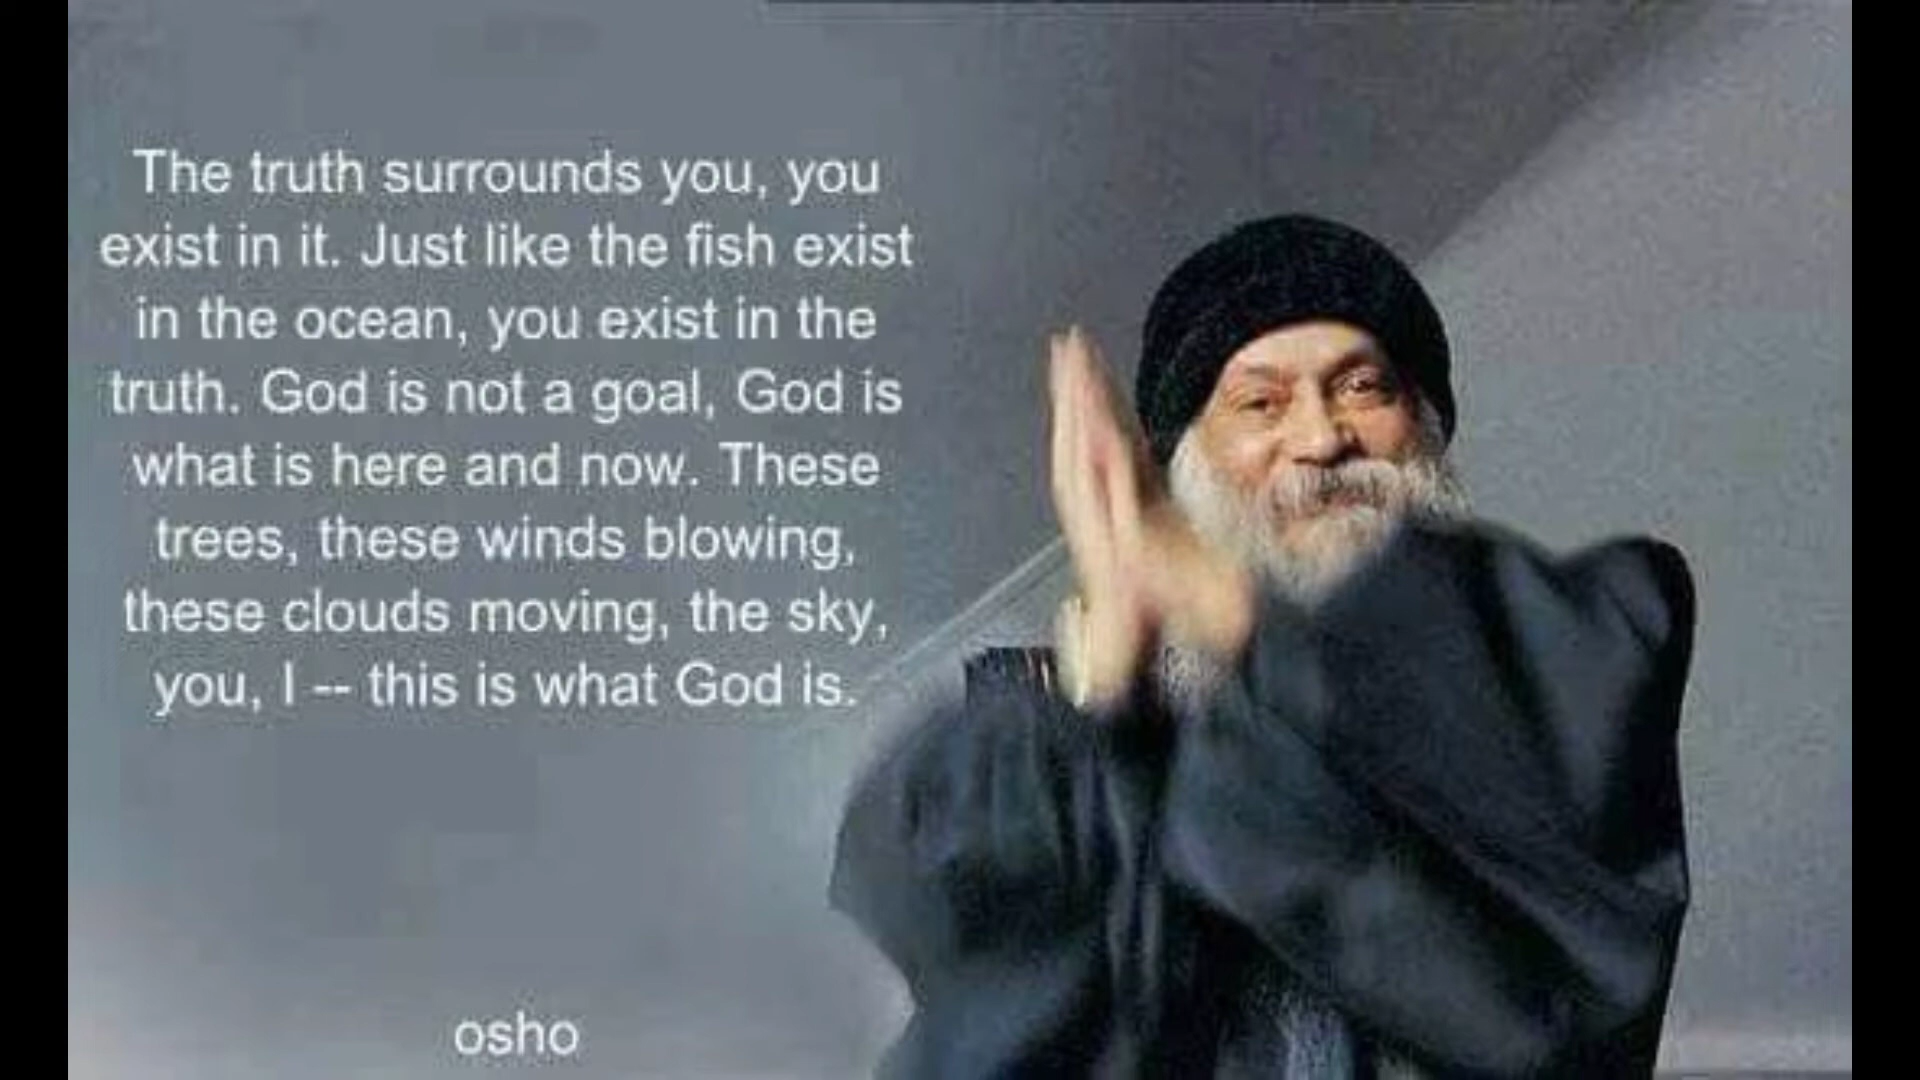 The truth surrounds you, you
exist in it. Just like the fish exist
in the ocean, you exist in the
truth. God is not a goal, God is
what is here and now. These
trees, these winds blowing,
these clouds moving, the sky,
you, I -- this is what God is.
osho